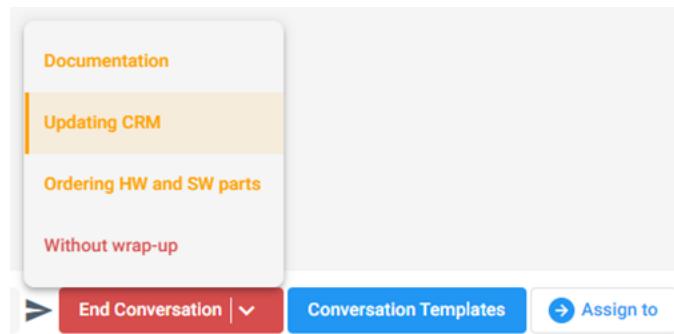 Documentation
Updating CRM
Ordering HW and SW parts
Without wrap-up
End Conversation
Conversation Templates
Assign to